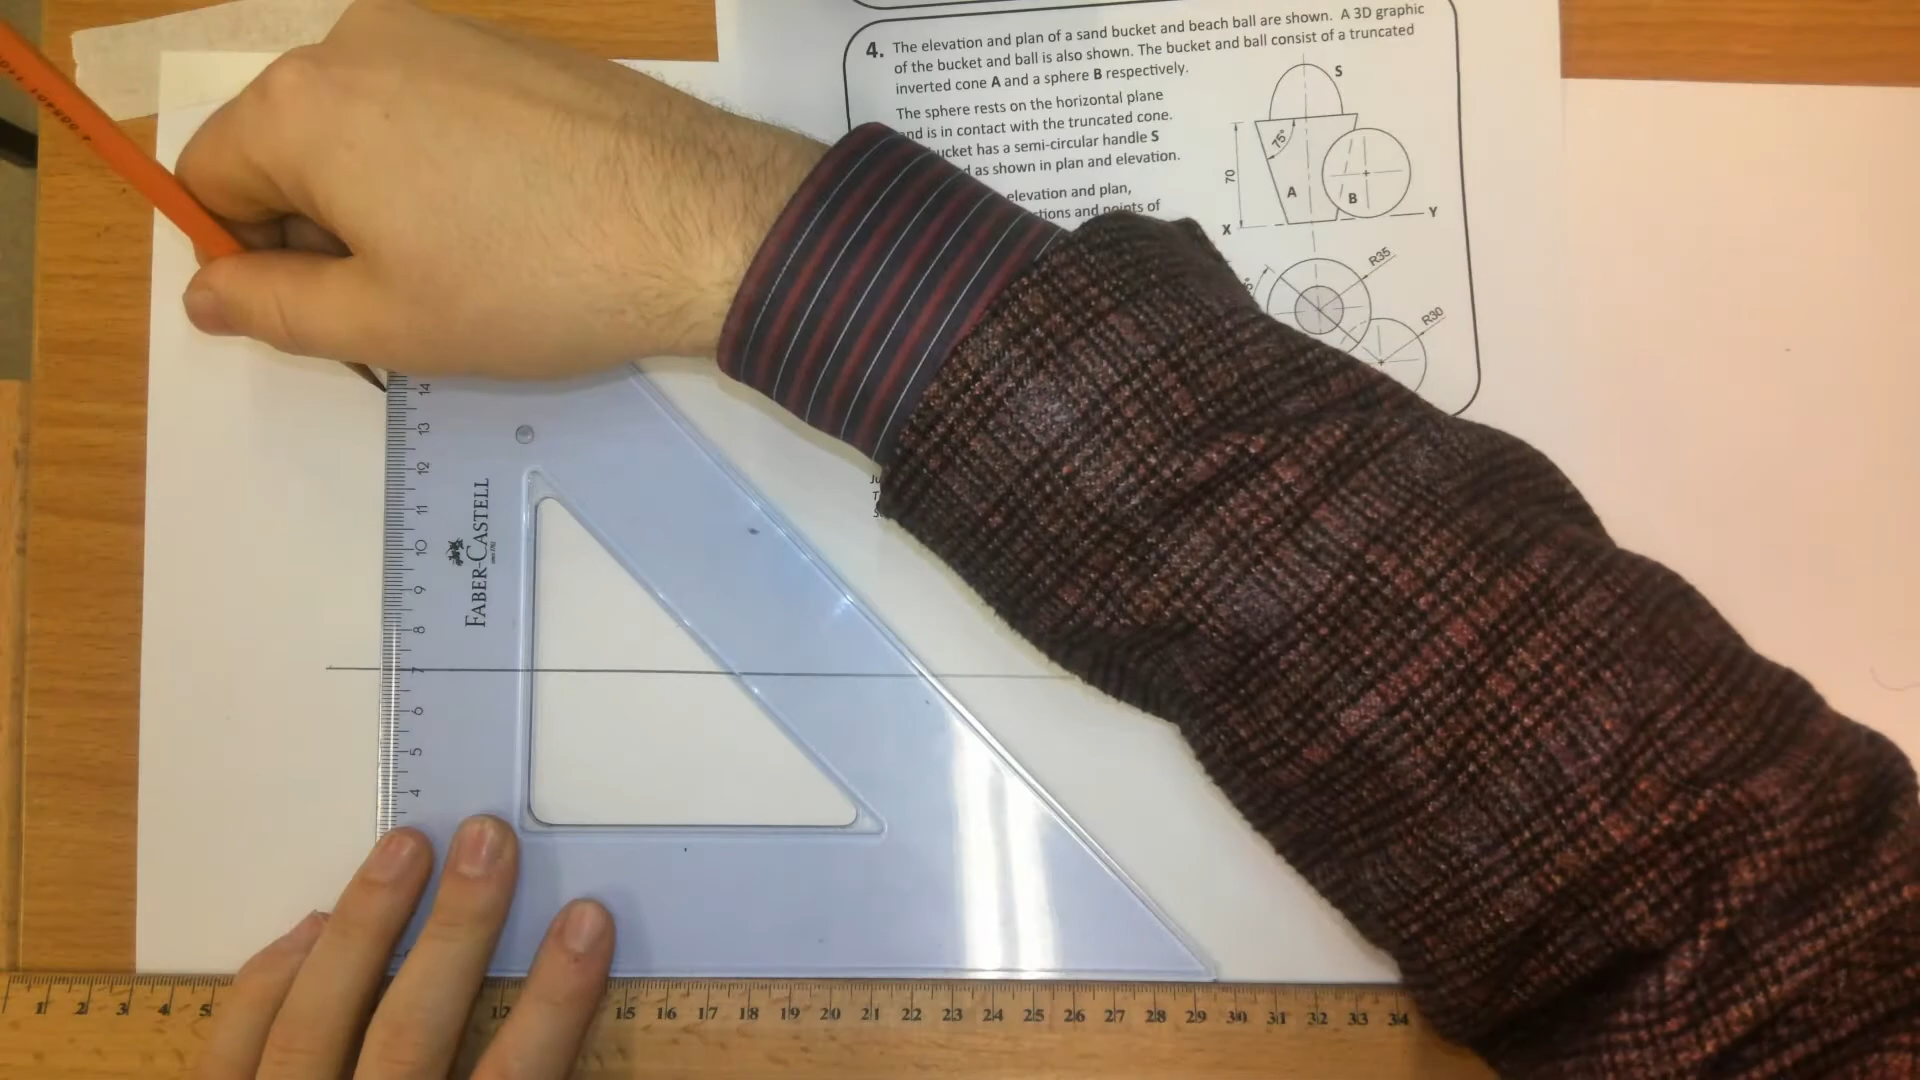 4. The elevation and plan of a sand bucket and beach ball are shown. A 3D graphic
of the bucket and ball is also shown. The bucket and ball consist of a truncated
inverted cone A and a sphere B respectively.
The sphere rests on the horizontal plane
and is in contact with the truncated cone.
bucket has a semi-circular handle S
as shown in plan and elevation.
elevation and plan,
and points of
S
75°
70
A
B
X
Y
R35
R30
14
13
12
11
10
9
8
7
6
5
4
FABER-CASTELL
1 2 3 4 5 12 15 16 17 18 19 20 21 22 23 24 25 26 27 28 29 30 31 32 33 34